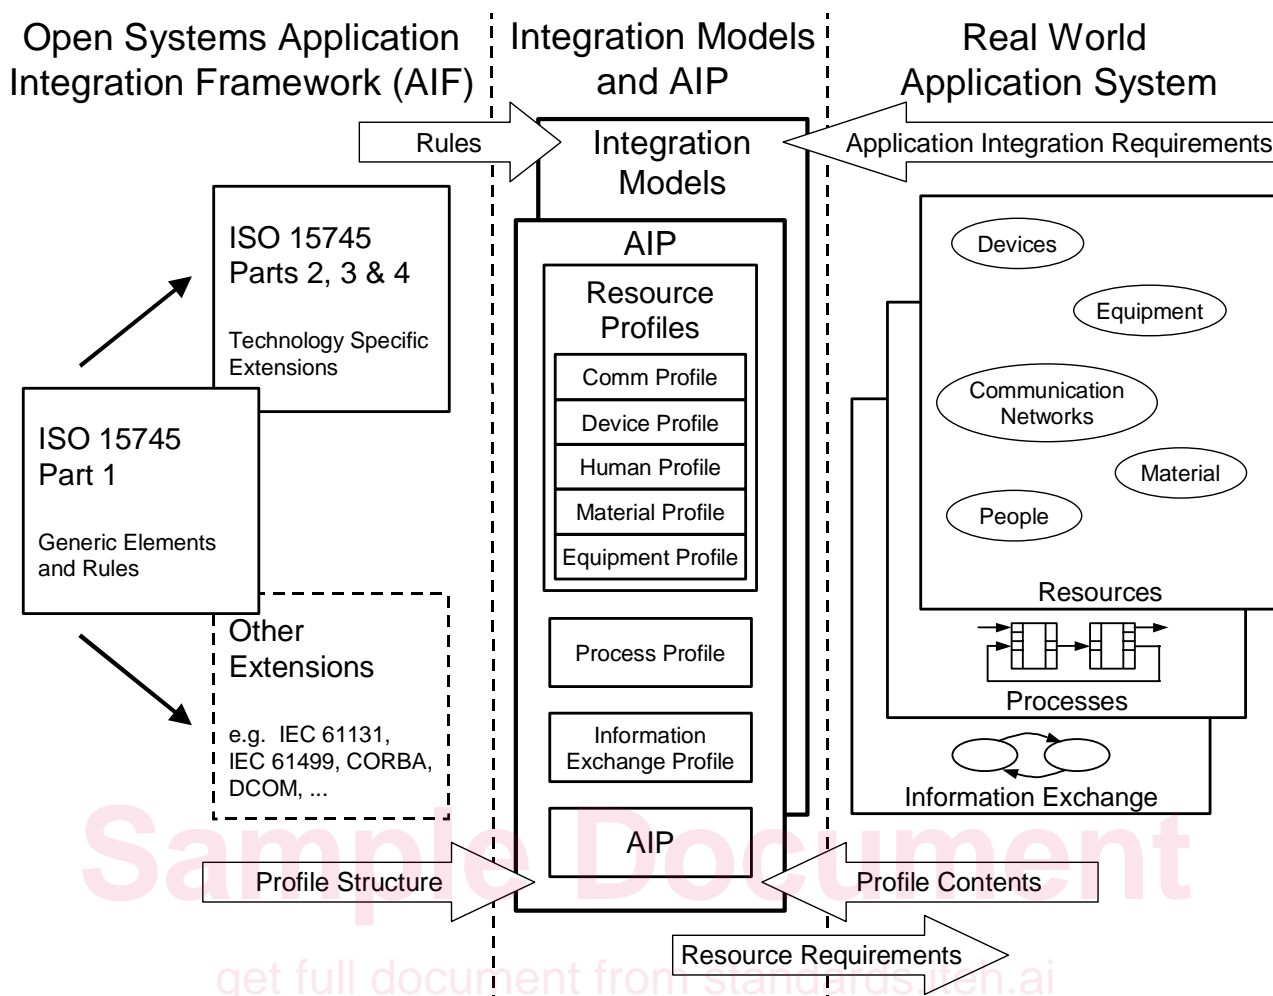 Open Systems Application
Integration Framework (AIF)
Integration Models
and AIP
Real World
Application System
Rules
Integration
Models
Application Integration Requirements
ISO 15745
Parts 2, 3 & 4
Technology Specific
Extensions
ISO 15745
Part 1
Generic Elements
and Rules
Other
Extensions
e.g. IEC 61131,
IEC 61499, CORBA,
DCOM, ...
AIP
Resource
Profiles
Comm Profile
Device Profile
Human Profile
Material Profile
Equipment Profile
Process Profile
Information
Exchange Profile
AIP
Devices
Equipment
Communication
Networks
Material
People
Resources
Processes
Information Exchange
Sample Document
Profile Structure
Profile Contents
Resource Requirements
get full document from standards.iteh.ai